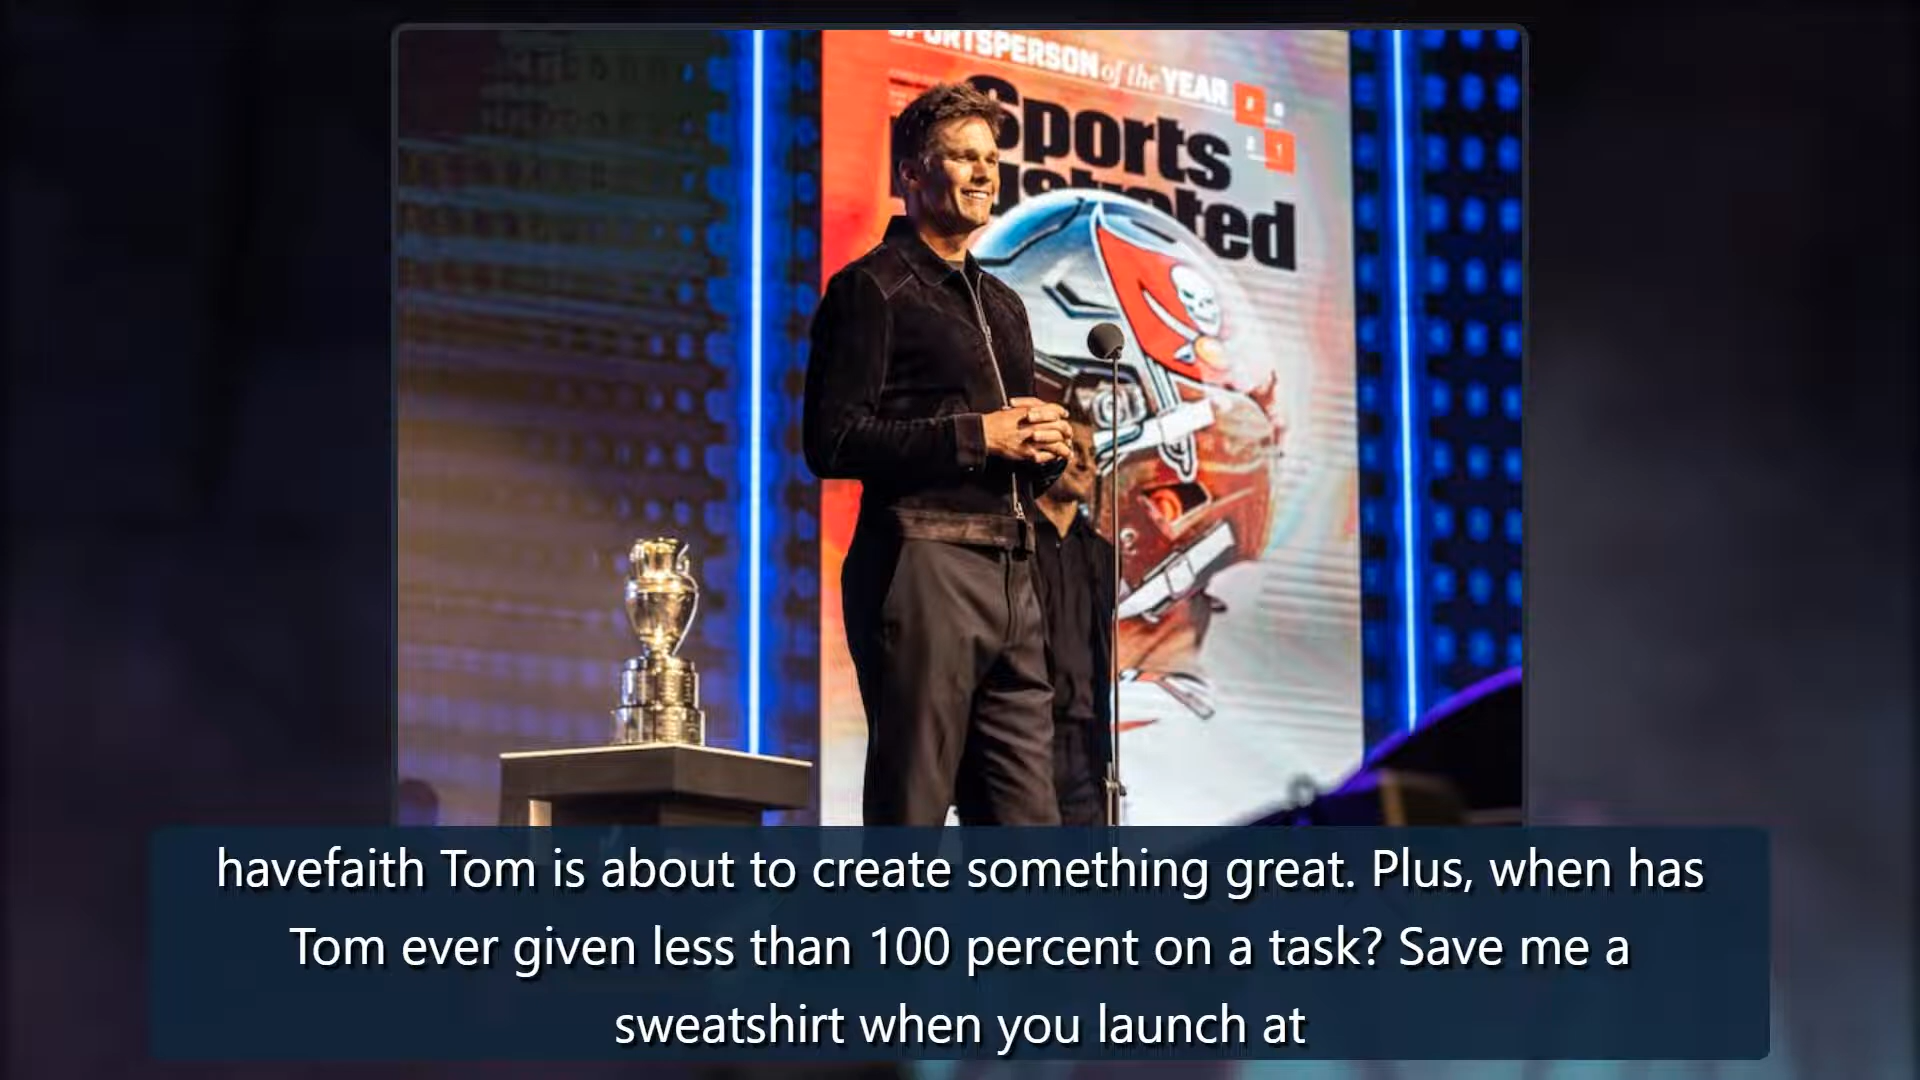 SPORTSPERSON of the YEAR
Sports
Illustrated
havefaith Tom is about to create something great. Plus, when has
Tom ever given less than 100 percent on a task? Save me a
sweatshirt when you launch at